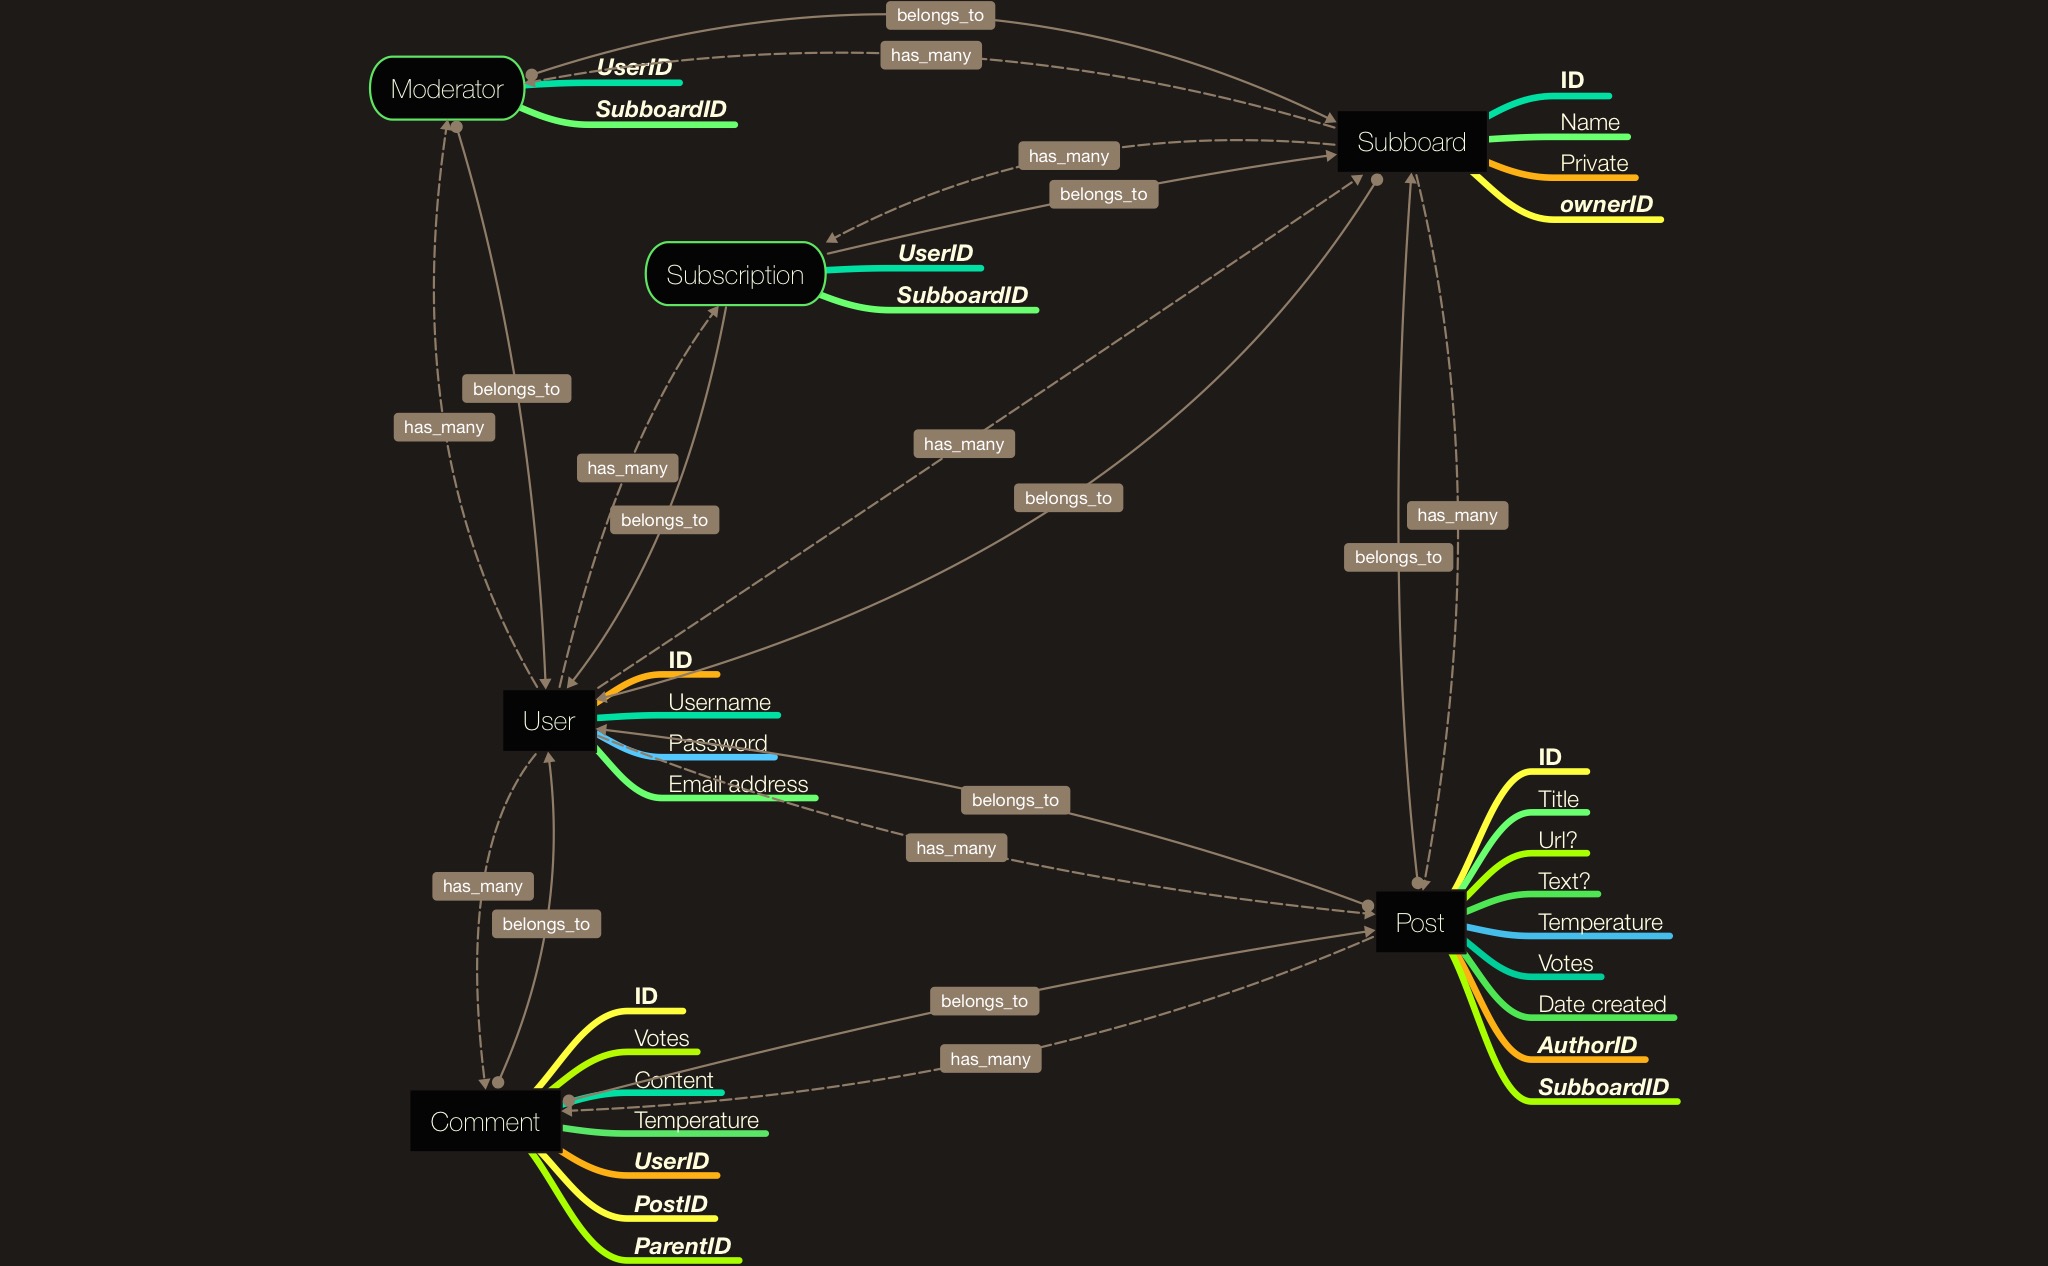 belongs_to
has_many
Moderator
UserID
SubboardID
Subboard
ID
Name
Private
ownerID
has_many
belongs_to
Subscription
UserID
SubboardID
belongs_to
has_many
has_many
belongs_to
has_many
belongs_to
has_many
belongs_to
User
ID
Username
Password
Email address
belongs_to
has_many
has_many
belongs_to
Post
ID
Title
Url?
Text?
Temperature
Votes
Date created
AuthorID
SubboardID
belongs_to
has_many
Comment
ID
Votes
Content
Temperature
UserID
PostID
ParentID